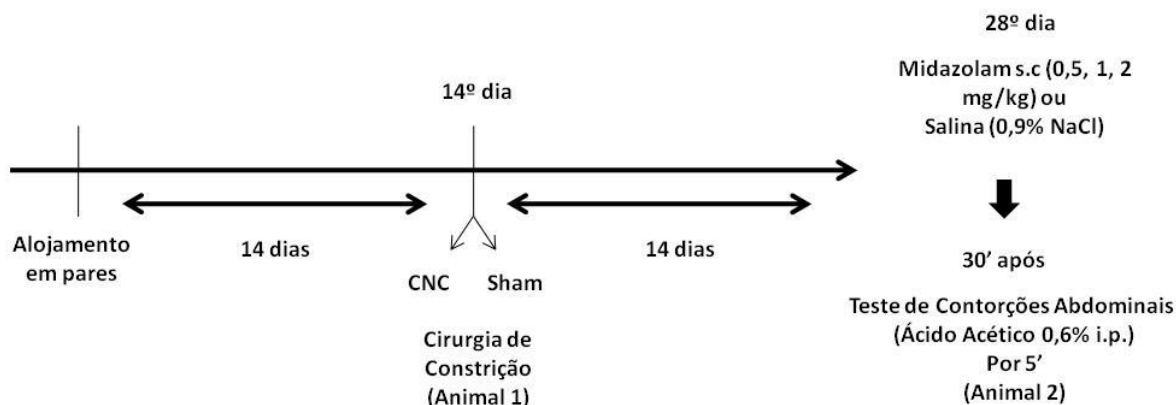 28º dia
Midazolam s.c (0,5, 1, 2
mg/kg) ou
Salina (0,9% NaCl)
14º dia
Alojamento
em pares
14 dias
14 dias
CNC
Sham
Cirurgia de
Constrição
(Animal 1)
30’ após
Teste de Contorções Abdominais
(Ácido Acético 0,6% i.p.)
Por 5’
(Animal 2)